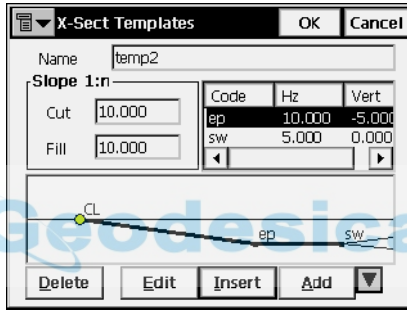 X-Sect Templates OK Cancel
Name temp2
Slope 1:n
Cut 10.000
Fill 10.000
Code Hz Vert
ep 10.000 -5.000
sw 5.000 0.000
CL ep sw
Geodesical
Delete Edit Insert Add